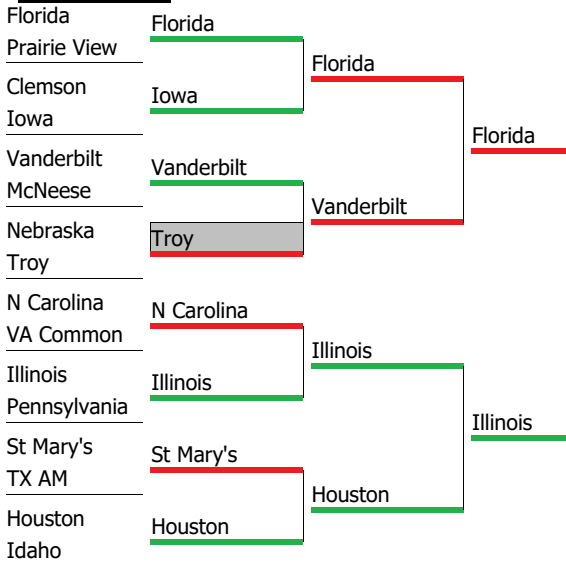 Florida
Prairie View
Clemson
Iowa
Vanderbilt
McNeese
Nebraska
Troy
N Carolina
VA Common
Illinois
Pennsylvania
St Mary's
TX AM
Houston
Idaho
Florida
Iowa
Vanderbilt
Troy
N Carolina
Illinois
St Mary's
Houston
Florida
Vanderbilt
Illinois
Houston
Florida
Illinois